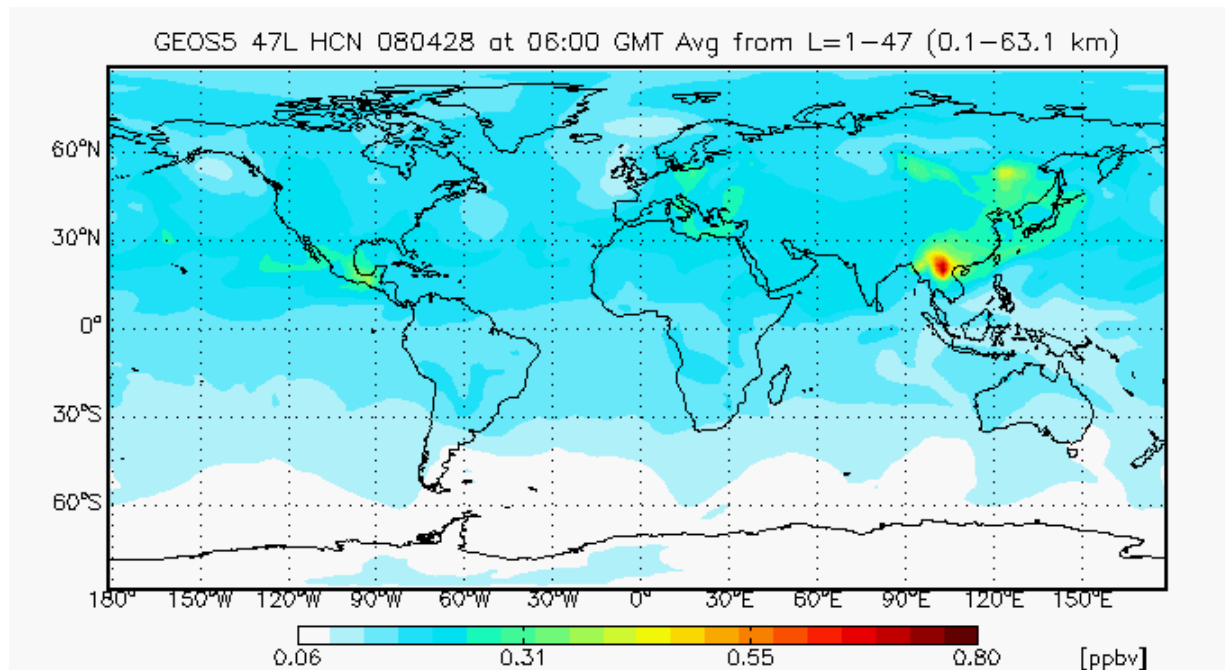 GEOS5 47L HCN 080428 at 06:00 GMT Avg from L=1-47 (0.1-63.1 km)
60°N
30°N
0°
30°S
60°S
180° 150°W 120°W 90°W 60°W 30°W 0° 30°E 60°E 90°E 120°E 150°E
0.06 0.31 0.55 0.80 [ppbv]